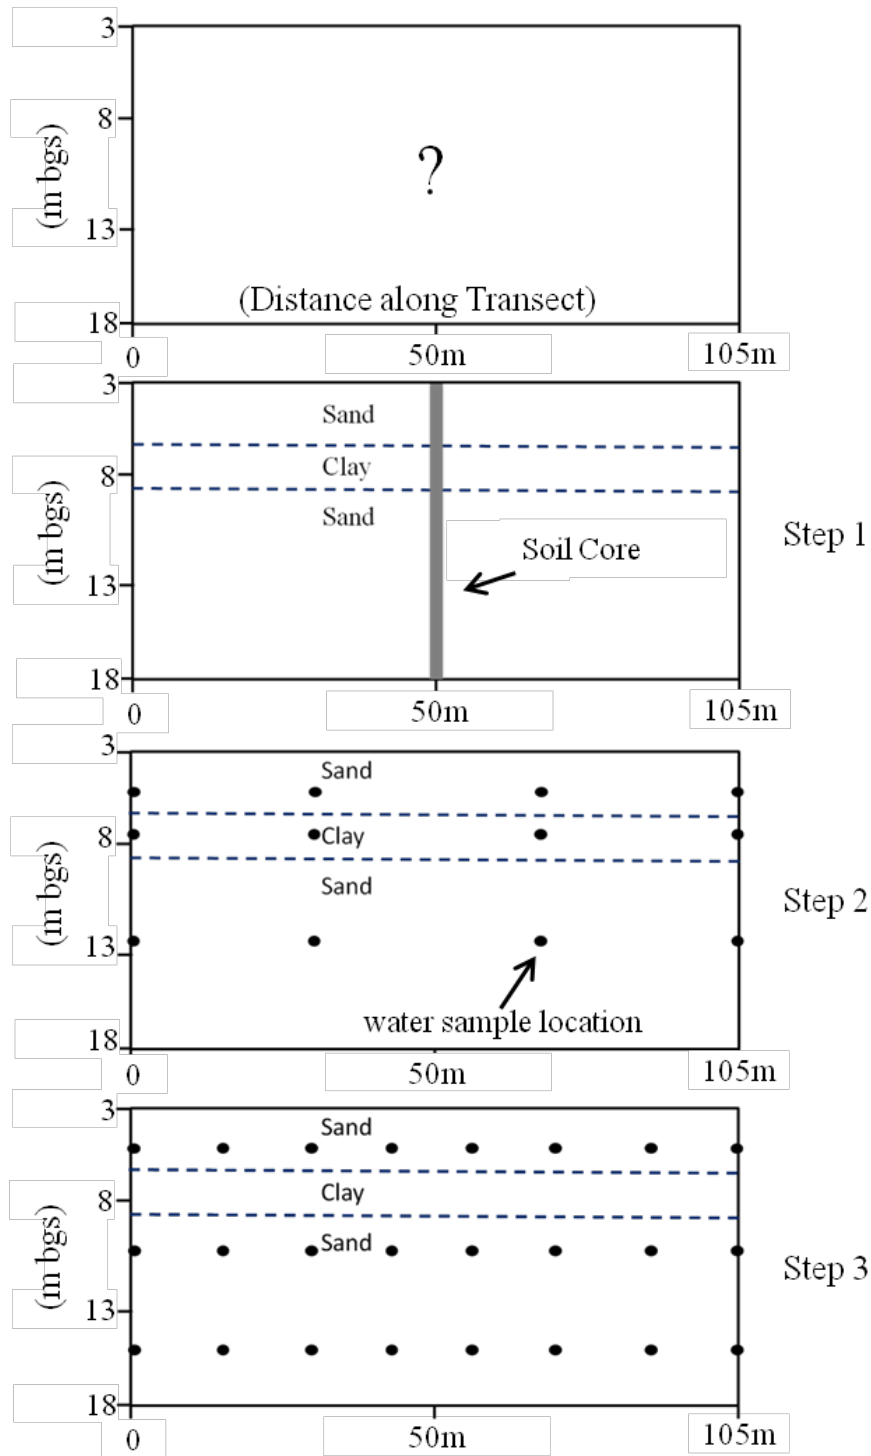 3
8
(m bgs)
?
13
(Distance along Transect)
18
0 50m 105m
3
Sand
Clay
8
Sand
(m bgs)
Soil Core
Step 1
13
18
0 50m 105m
3
Sand
8
Clay
Sand
(m bgs)
Step 2
13
water sample location
18
0 50m 105m
3
Sand
Clay
8
Sand
(m bgs)
Step 3
13
18
0 50m 105m